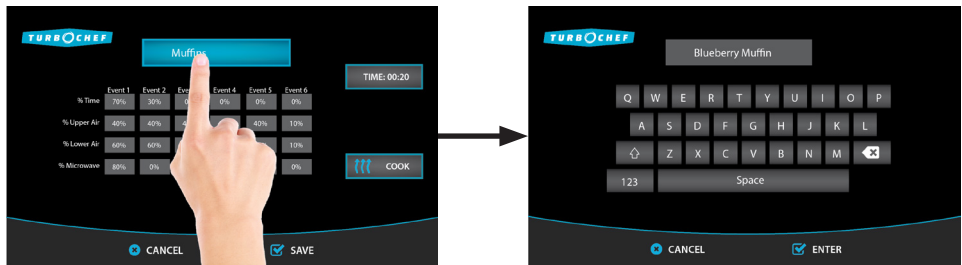 TURBOCHEF
Muffins
TIME: 00:20
Event 1 Event 2 Event 4 Event 5 Event 6
% Time 70% 30% 0% 0% 0%
% Upper Air 40% 40% 40% 10%
% Lower Air 60% 60% 10%
% Microwave 80% 0% 0%
COOK
CANCEL SAVE
TURBOCHEF
Blueberry Muffin
Q W E R T Y U I O P
A S D F G H J K L
Z X C V B N M
123 Space
CANCEL ENTER